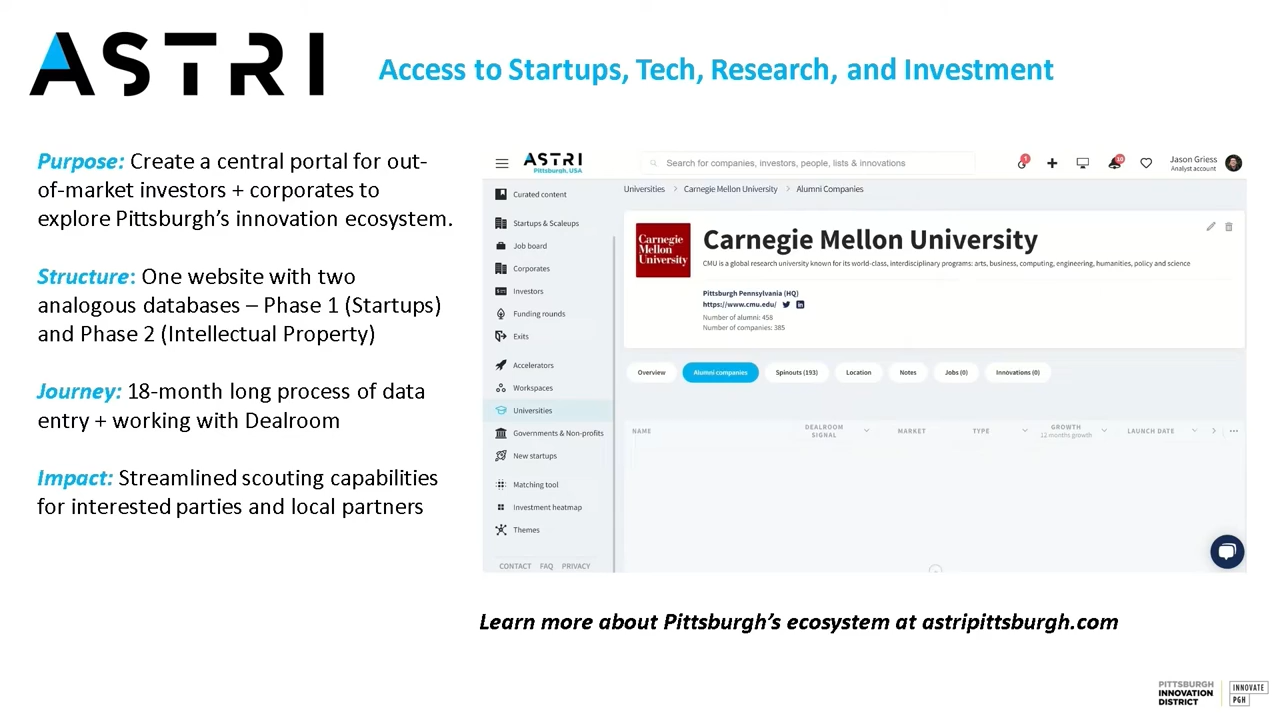 ASTRI
Access to Startups, Tech, Research, and Investment
Purpose: Create a central portal for out-
of-market investors + corporates to
explore Pittsburgh's innovation ecosystem.
Structure: One website with two
analogous databases – Phase 1 (Startups)
and Phase 2 (Intellectual Property)
Journey: 18-month long process of data
entry + working with Dealroom
Impact: Streamlined scouting capabilities
for interested parties and local partners
ASTRI
Pittsburgh, USA
Search for companies, investors, people, lists & innovations
1
10
Jason Griess
Analyst account
Curated content
Startups & Scaleups
Job board
Corporates
Investors
Funding rounds
Exits
Accelerators
Workspaces
Universities
Governments & Non-profits
New startups
Matching tool
Investment heatmap
Themes
CONTACT FAQ PRIVACY
Universities > Carnegie Mellon University > Alumni Companies
Carnegie
Mellon
University
Carnegie Mellon University
CMU is a global research university known for its world-class, interdisciplinary programs: arts, business, computing, engineering, humanities, policy and science
Pittsburgh Pennsylvania (HQ)
https://www.cmu.edu/
Number of alumni: 458
Number of companies: 385
Overview Alumni companies Spinouts (193) Location Notes Jobs (0) Innovations (0)
NAME DEALROOM SIGNAL MARKET TYPE GROWTH 12 months growth LAUNCH DATE
Learn more about Pittsburgh's ecosystem at astripittsburgh.com
PITTSBURGH
INNOVATION
DISTRICT
INNOVATE
PGH